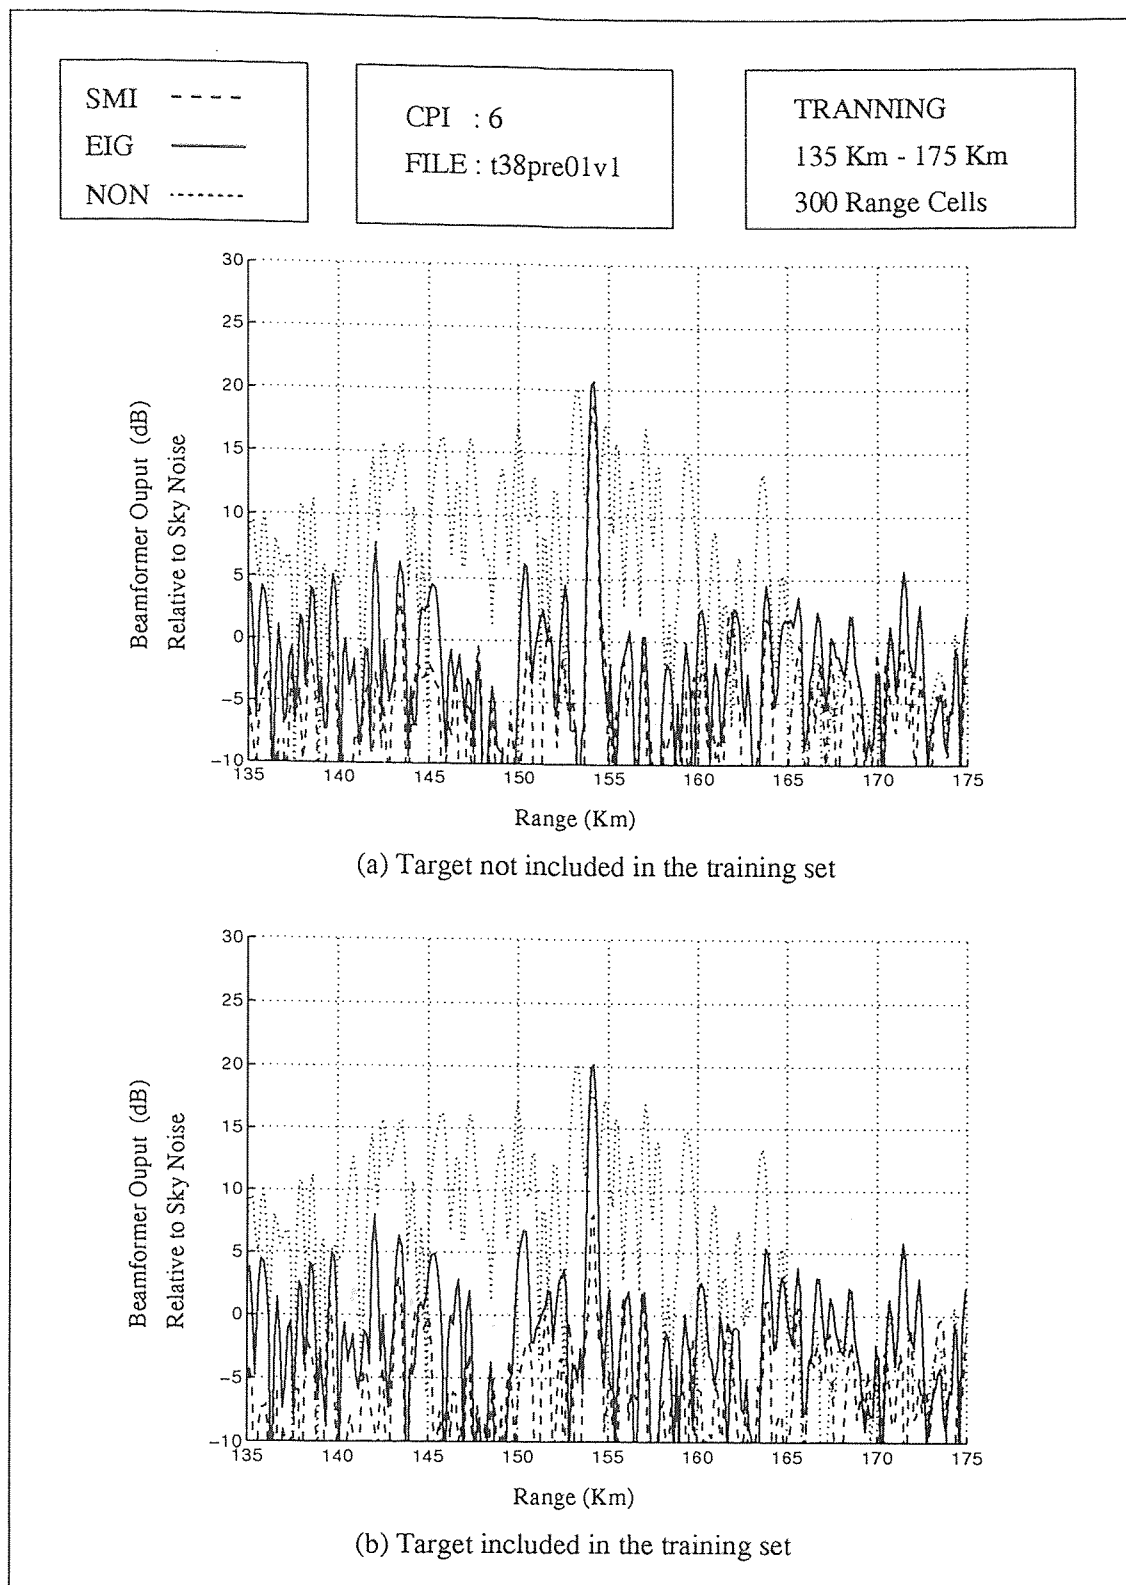 SMI
EIG
NON
CPI : 6
FILE : t38pre01v1
TRANNING
135 Km - 175 Km
300 Range Cells
Beamformer Ouput (dB)
Relative to Sky Noise
30
25
20
15
10
5
0
−5
−10
135 140 145 150 155 160 165 170 175
Range (Km)
(a) Target not included in the training set
Beamformer Ouput (dB)
Relative to Sky Noise
30
25
20
15
10
5
0
−5
−10
135 140 145 150 155 160 165 170 175
Range (Km)
(b) Target included in the training set